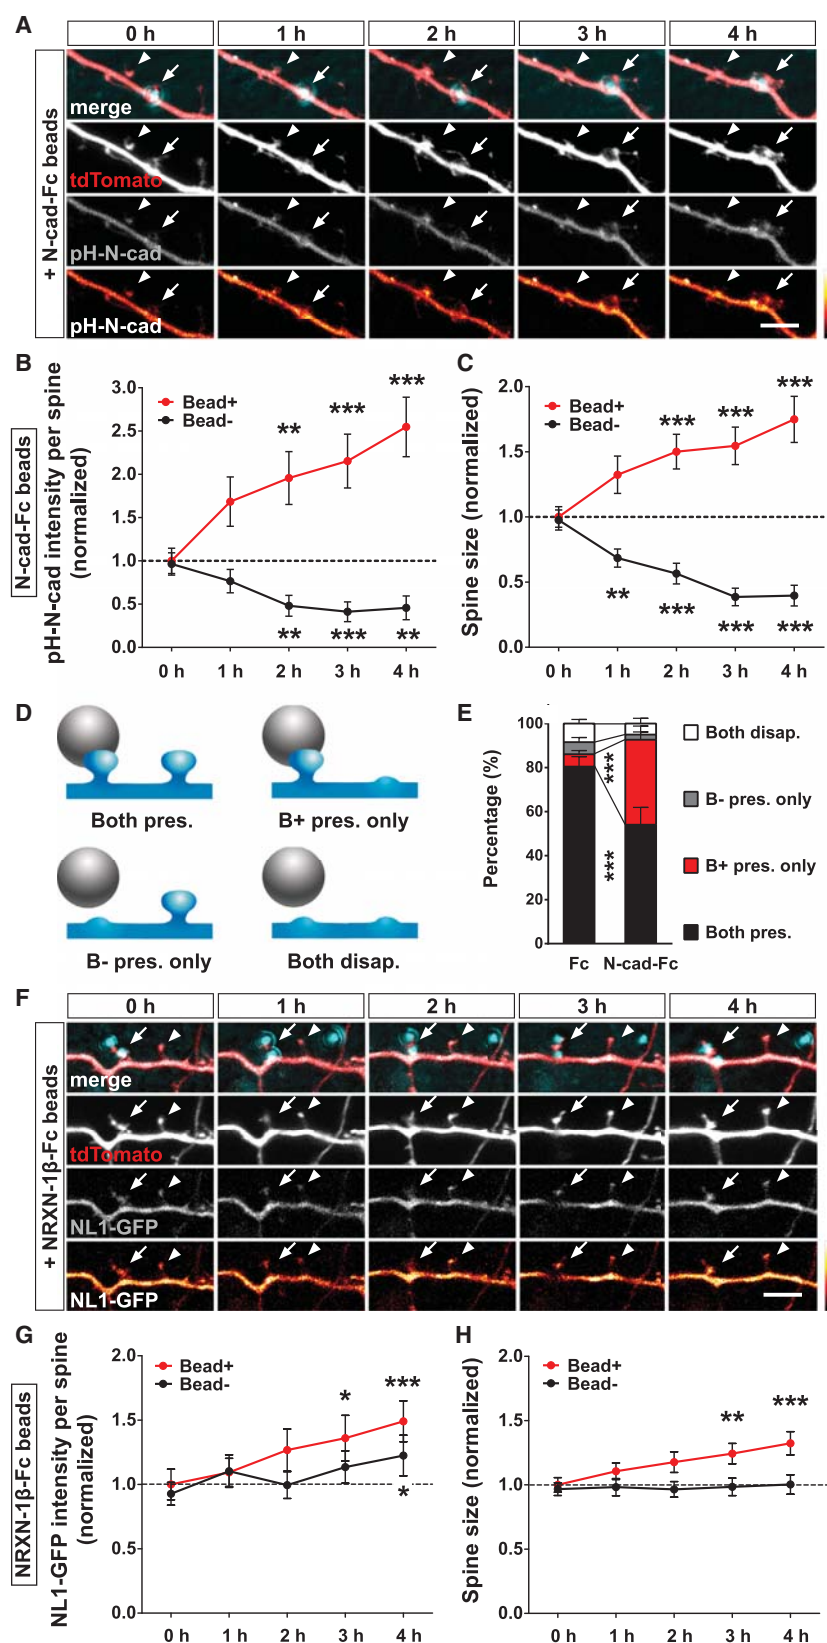 A
0 h 1 h 2 h 3 h 4 h
+ N-cad-Fc beads
merge
tdTomato
pH-N-cad
pH-N-cad
B
N-cad-Fc beads
pH-N-cad intensity per spine
(normalized)
3.0
2.5
2.0
1.5
1.0
0.5
0.0
Bead+
Bead-
** *** ***
** *** **
0 h 1 h 2 h 3 h 4 h
C
Spine size (normalized)
2.0
1.5
1.0
0.5
0.0
Bead+
Bead-
*** *** ***
** *** *** ***
0 h 1 h 2 h 3 h 4 h
D
Both pres.
B+ pres. only
B- pres. only
Both disap.
E
Percentage (%)
100
80
60
40
20
0
***
***
Fc N-cad-Fc
Both disap.
B- pres. only
B+ pres. only
Both pres.
F
0 h 1 h 2 h 3 h 4 h
+ NRXN-1β-Fc beads
merge
tdTomato
NL1-GFP
NL1-GFP
G
NRXN-1β-Fc beads
NL1-GFP intensity per spine
(normalized)
2.0
1.5
1.0
0.5
0.0
Bead+
Bead-
* ***
*
0 h 1 h 2 h 3 h 4 h
H
Spine size (normalized)
2.0
1.5
1.0
0.5
0.0
Bead+
Bead-
** ***
0 h 1 h 2 h 3 h 4 h